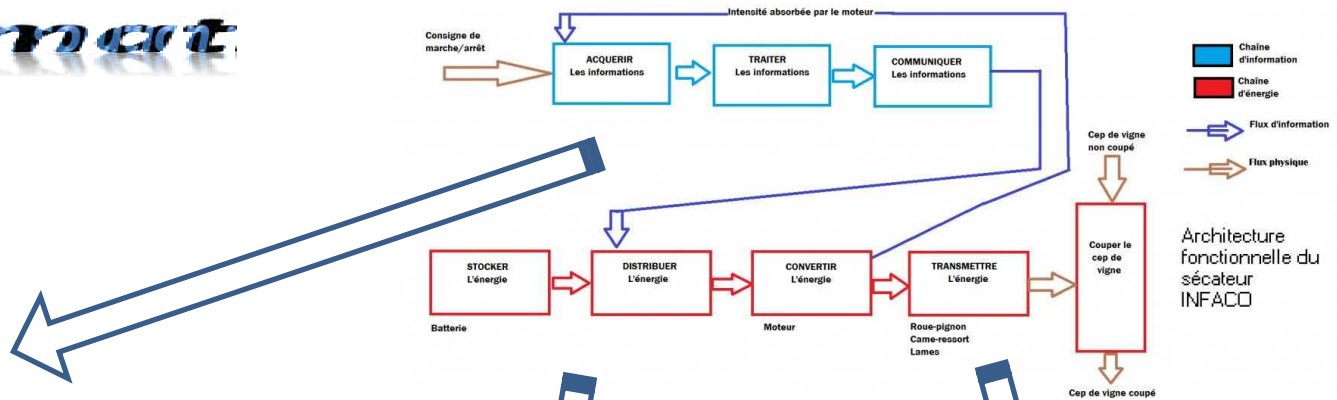 Intensité absorbée par le moteur
Consigne de
marche/arrêt
ACQUERIR
Les informations
TRAITER
Les informations
COMMUNIQUER
Les informations
Chaîne
d'information
Chaîne
d'énergie
Flux d'information
Flux physique
Cep de vigne
non coupé
STOCKER
L'énergie
DISTRIBUER
L'énergie
CONVERTIR
L'énergie
TRANSMETTRE
L'énergie
Couper le
cep de
vigne
Batterie
Moteur
Roue-pignon
Came-ressort
Lames
Cep de vigne coupé
Architecture
fonctionnelle du
sécateur
INFACO